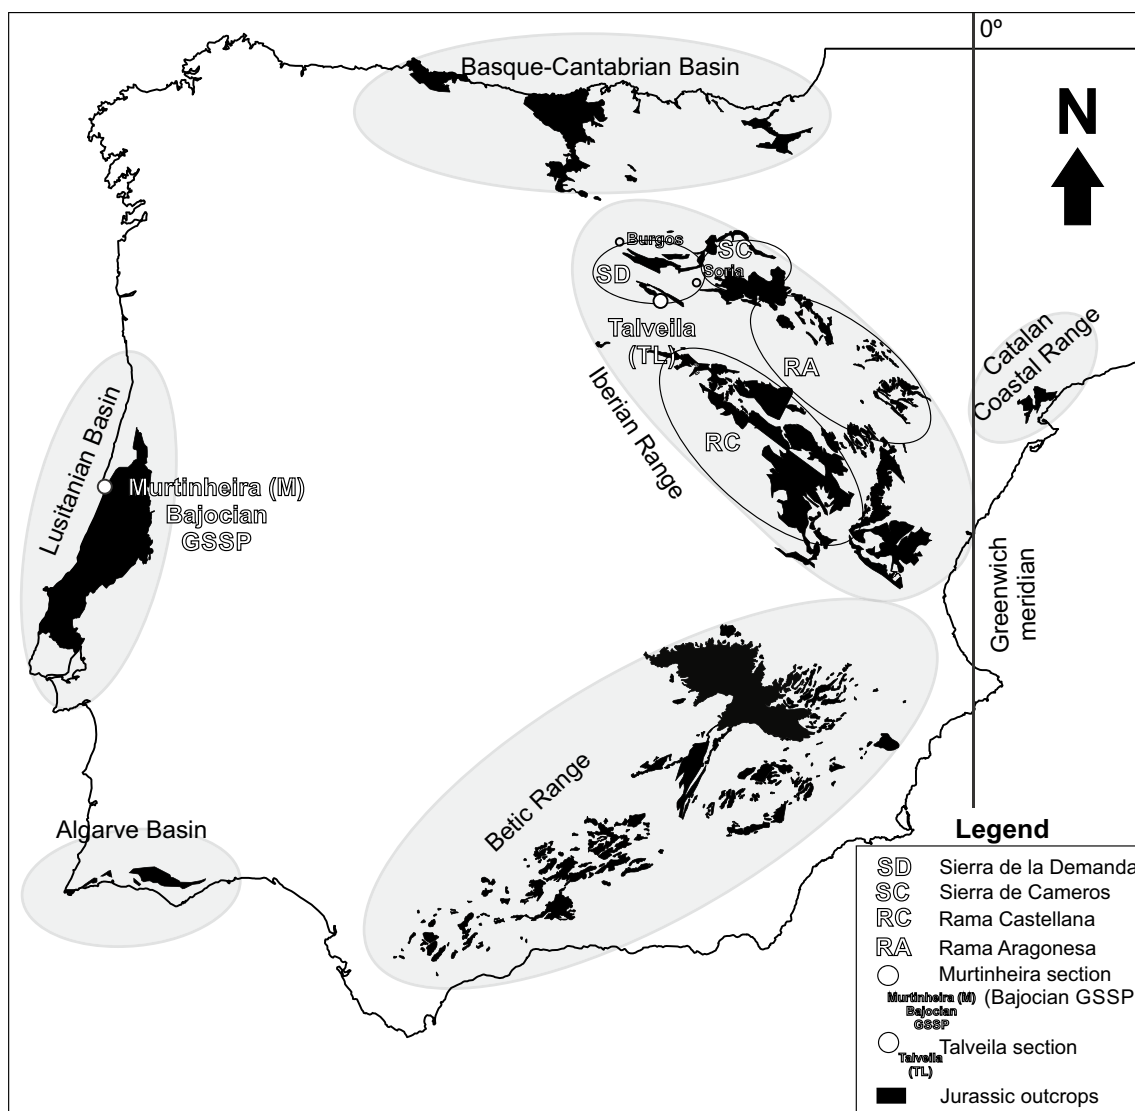 0º
Basque-Cantabrian Basin
N
Burgos
SC
SD
Soria
Talveila
(TL)
RA
Catalan
Coastal Range
Iberian Range
RC
Lusitanian Basin
Murtinheira (M)
Bajocian
GSSP
Greenwich
meridian
Betic Range
Algarve Basin
Legend
SD Sierra de la Demanda
SC Sierra de Cameros
RC Rama Castellana
RA Rama Aragonesa
Murtinheira section
Murtinheira (M) (Bajocian GSSP
Bajocian
GSSP
Talveila section
Talveila
(TL)
Jurassic outcrops